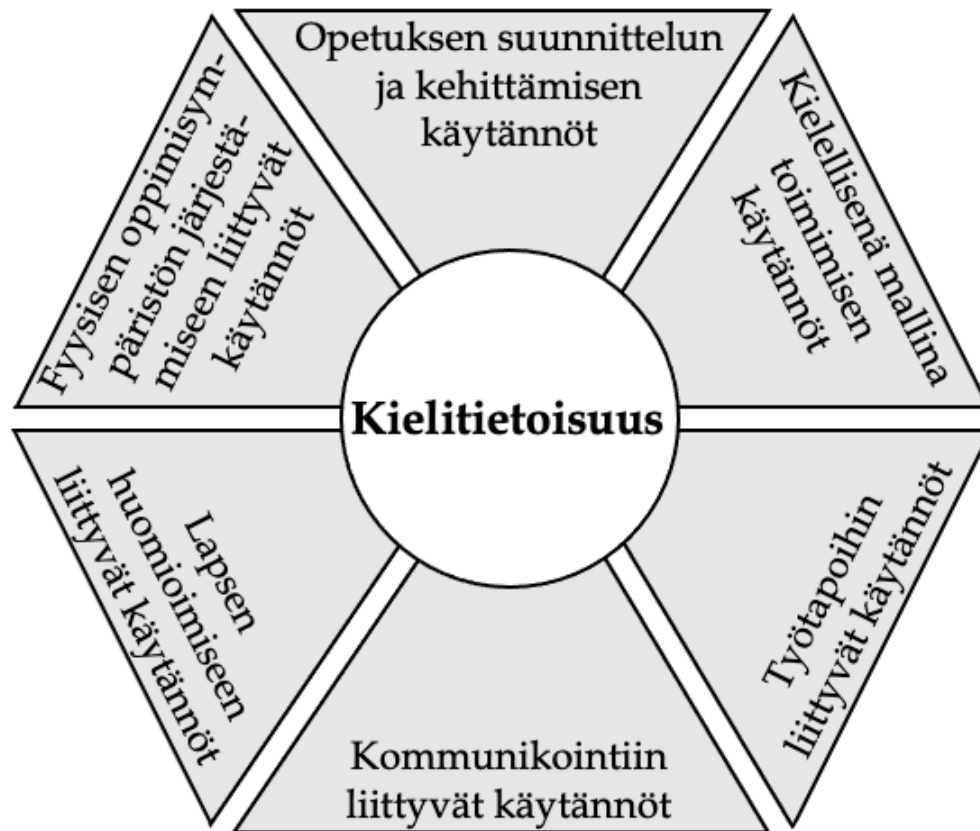 Opetuksen suunnittelun
ja kehittämisen
käytännöt
Kielellisenä mallina
toimimisen
käytännöt
Työtapoihin
liittyvät käytännöt
Kommunikointiin
liittyvät käytännöt
Lapsen
huomioimiseen
liittyvät käytännöt
Fyysisen oppimisym-
päristön järjestä-
miseen liittyvät
käytännöt
Kielitietoisuus